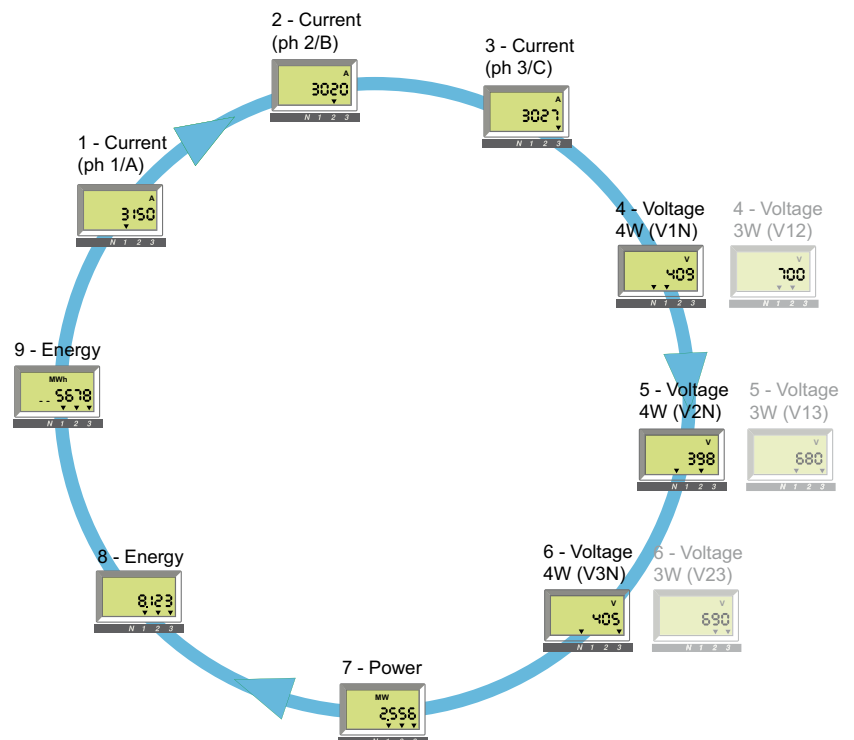 2 - Current
(ph 2/B)
A
3020
N 1 2 3
3 - Current
(ph 3/C)
A
3027
N 1 2 3
1 - Current
(ph 1/A)
A
3150
N 1 2 3
4 - Voltage
4W (V1N)
V
409
N 1 2 3
4 - Voltage
3W (V12)
V
700
N 1 2 3
9 - Energy
MWh
_ _ 5678
N 1 2 3
5 - Voltage
4W (V2N)
V
398
N 1 2 3
5 - Voltage
3W (V13)
V
680
N 1 2 3
6 - Voltage
4W (V3N)
V
405
N 1 2 3
6 - Voltage
3W (V23)
V
690
N 1 2 3
8 - Energy
8,123
N 1 2 3
7 - Power
MW
2,556